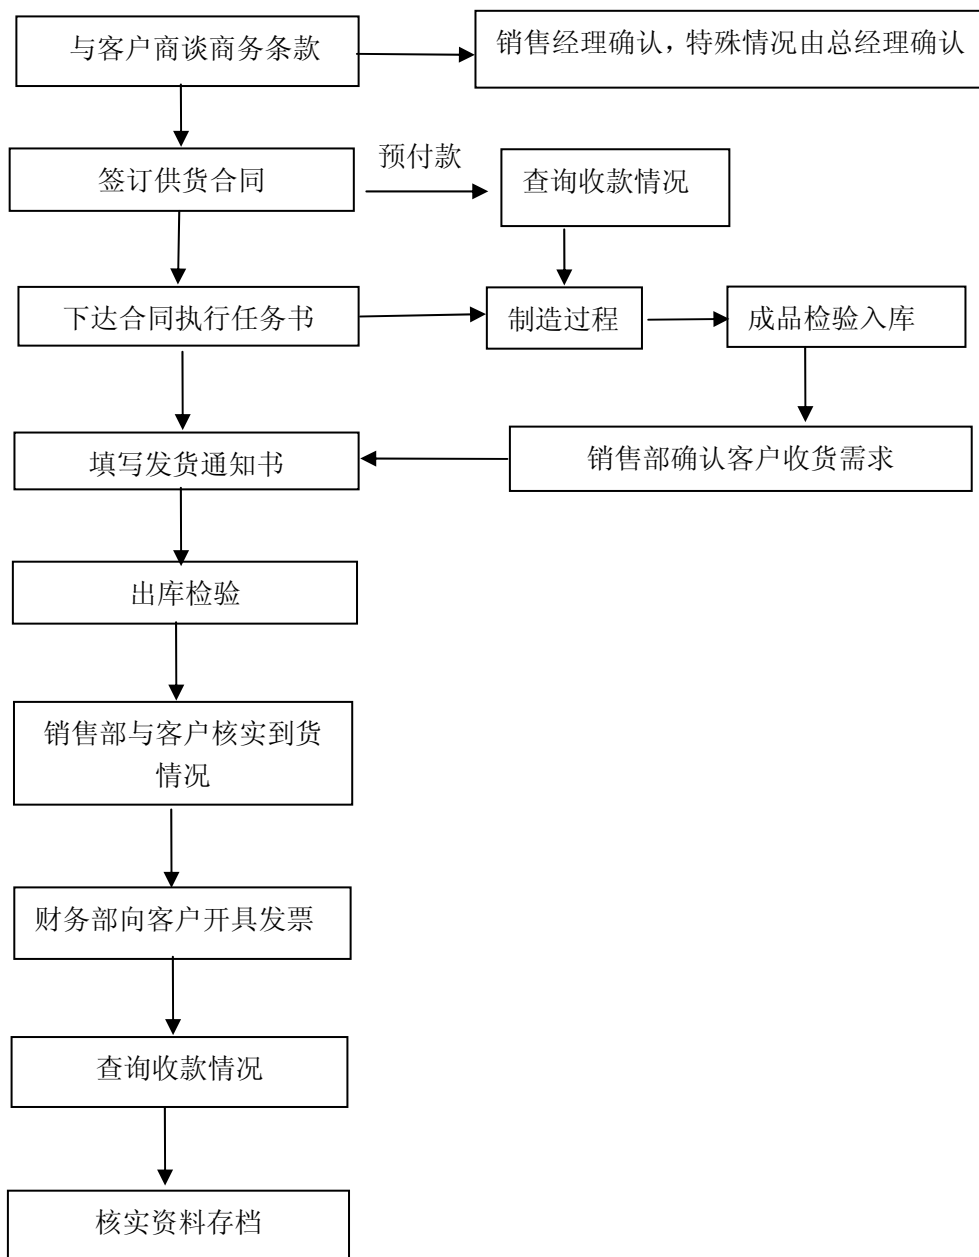 与客户商谈商务条款
销售经理确认，特殊情况由总经理确认
签订供货合同
预付款
查询收款情况
下达合同执行任务书
制造过程
成品检验入库
填写发货通知书
销售部确认客户收货需求
出库检验
销售部与客户核实到货
情况
财务部向客户开具发票
查询收款情况
核实资料存档